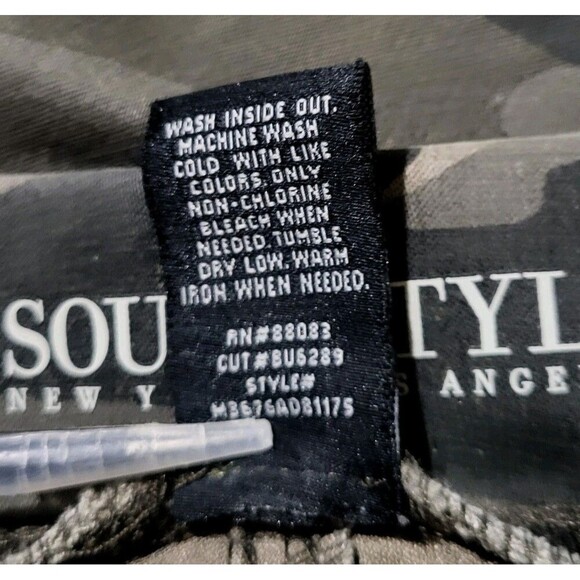 WASH INSIDE OUT.
MACHINE WASH
COLD WITH LIKE
COLORS. ONLY
NON-CHLORINE
BLEACH WHEN
NEEDED. TUMBLE
DRY LOW. WARM
IRON WHEN NEEDED.
RN#88083
CUT#BU6289
STYLE#
M3676AD81175
SOU TYL
NEW Y S ANGE